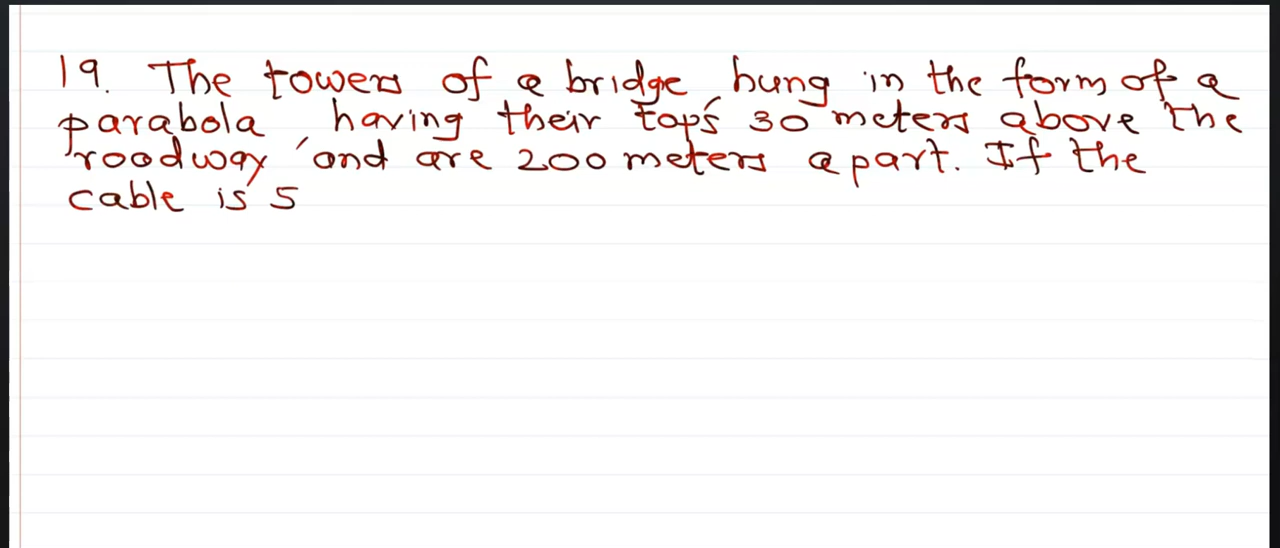 19. The towers of a bridge, hung in the form of a
parabola, having their tops 30 meters above the
roodway, and are 200 meters apart. If the
cable is 5